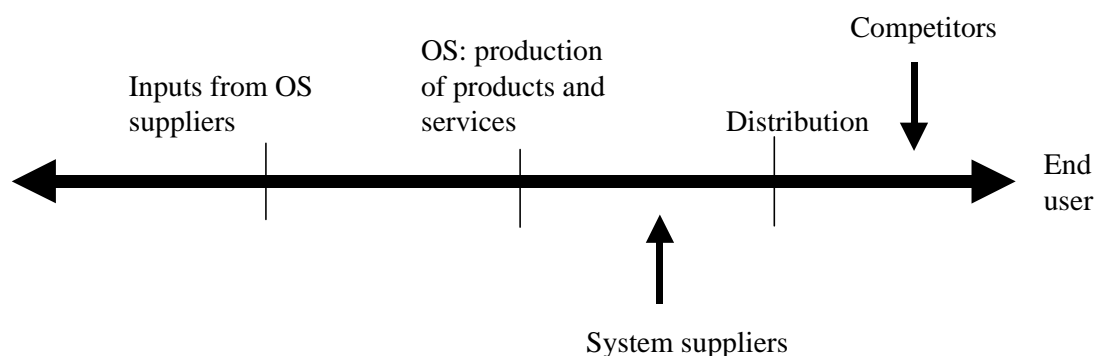 Competitors
Inputs from OS
suppliers
OS: production
of products and
services
Distribution
End
user
System suppliers